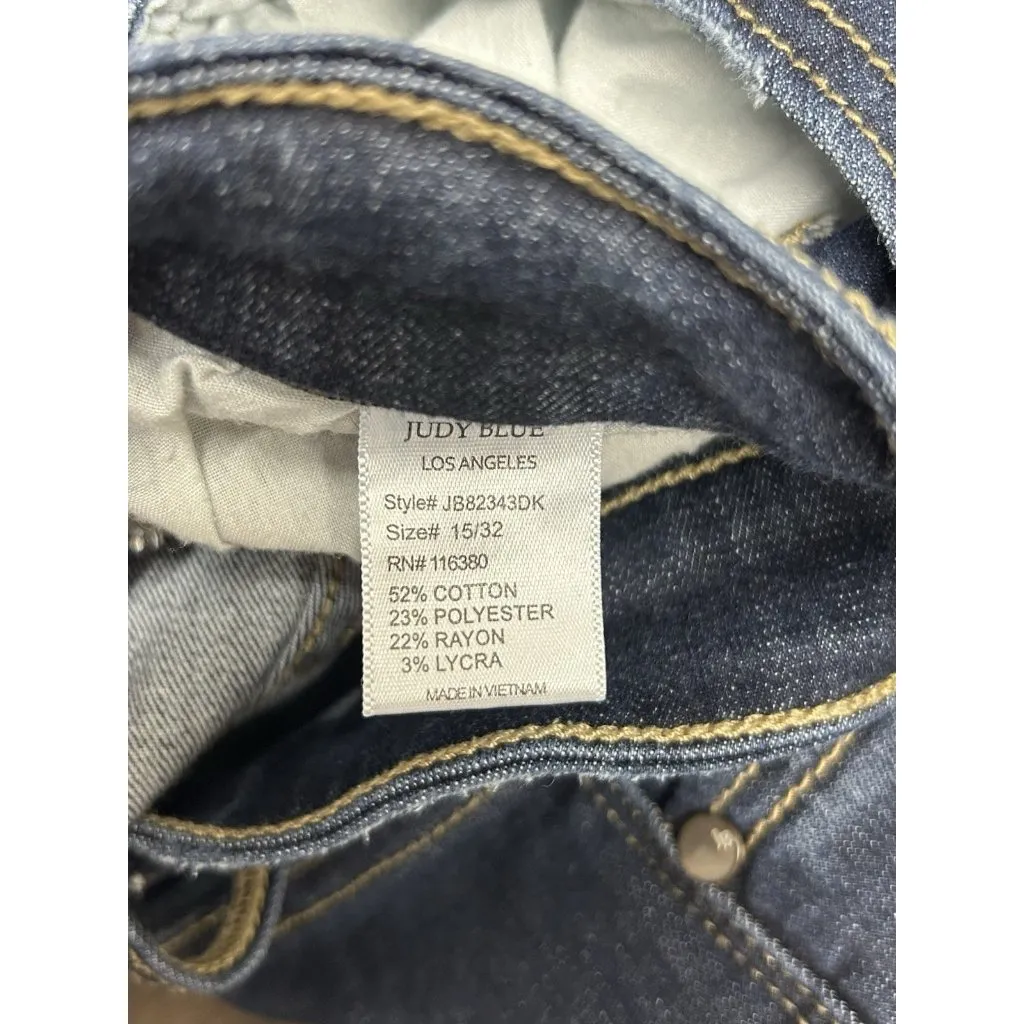 JUDY BLUE
LOS ANGELES
Style# JB82343DK
Size# 15/32
RN# 116380
52% COTTON
23% POLYESTER
22% RAYON
3% LYCRA
MADE IN VIETNAM